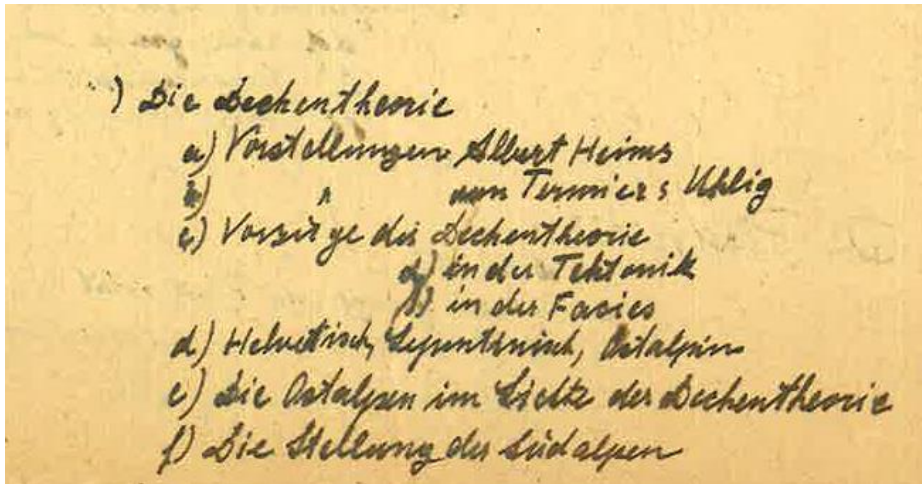 ) Die Deckentheorie
a) Vorstellungen Albert Heims
b) " von Termier s Uhlig
c) Vorzüge der Deckentheorie
α) in der Tektonik
β) in der Facies
d) Helvetisch, Lepontinisch, Ostalpin
e) Die Ostalpen im Lichte der Deckentheorie
f) Die Stellung der Südalpen